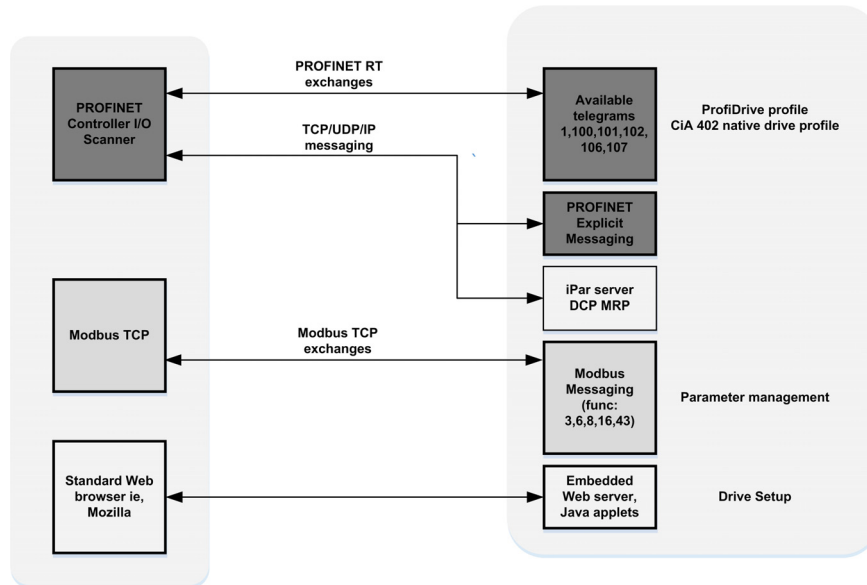 PROFINET RT
exchanges
PROFINET
Controller I/O
Scanner
Available
telegrams
1,100,101,102,
106,107
ProfiDrive profile
CiA 402 native drive profile
TCP/UDP/IP
messaging
PROFINET
Explicit
Messaging
iPar server
DCP MRP
Modbus TCP
Modbus TCP
exchanges
Modbus
Messaging
(func:
3,6,8,16,43)
Parameter management
Standard Web
browser ie,
Mozilla
Embedded
Web server,
Java applets
Drive Setup